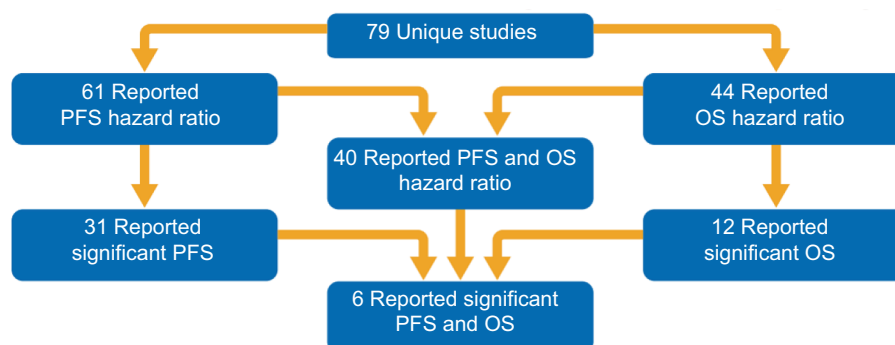 79 Unique studies
61 Reported
PFS hazard ratio
44 Reported
OS hazard ratio
40 Reported PFS and OS
hazard ratio
31 Reported
significant PFS
12 Reported
significant OS
6 Reported significant
PFS and OS